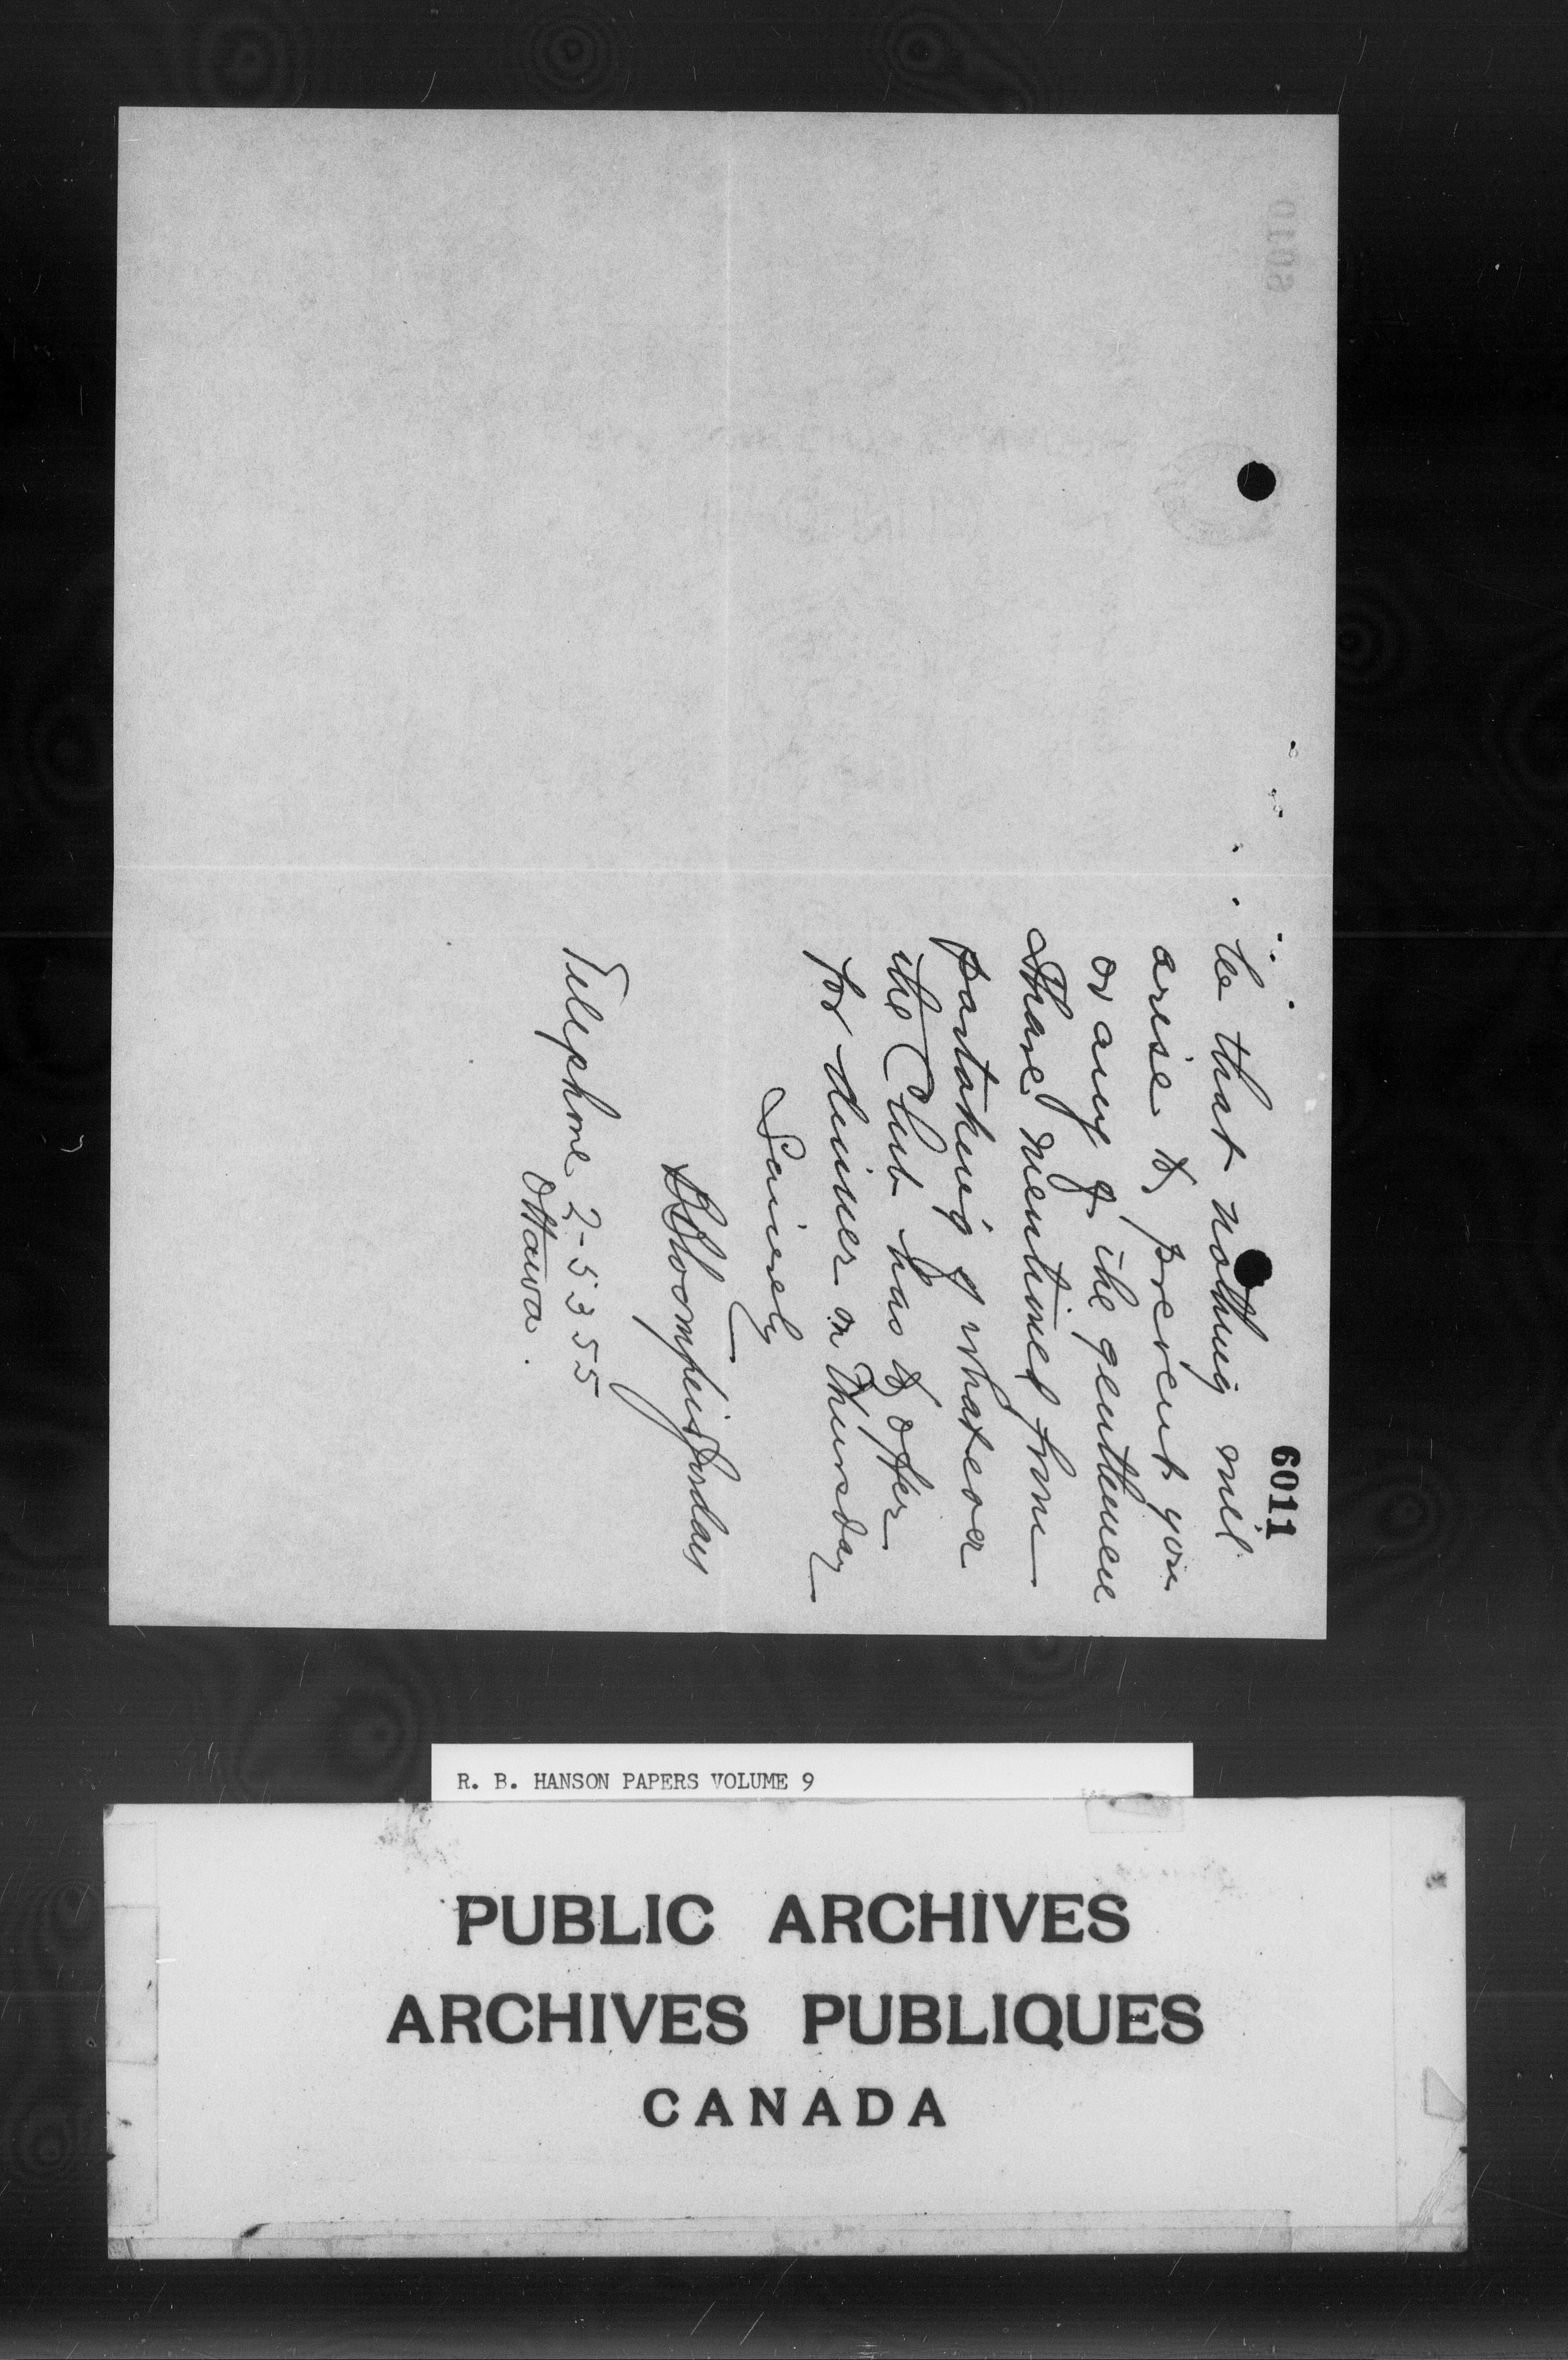 6011
be that nothing will
arise to prevent you
or any of the gentlemen
I have mentioned from
partaking of whatever
the Club has to offer
for dinner on Thursday
Sincerely
Telephone 2-5355
Ottawa.
R. B. HANSON PAPERS VOLUME 9
PUBLIC ARCHIVES
ARCHIVES PUBLIQUES
CANADA